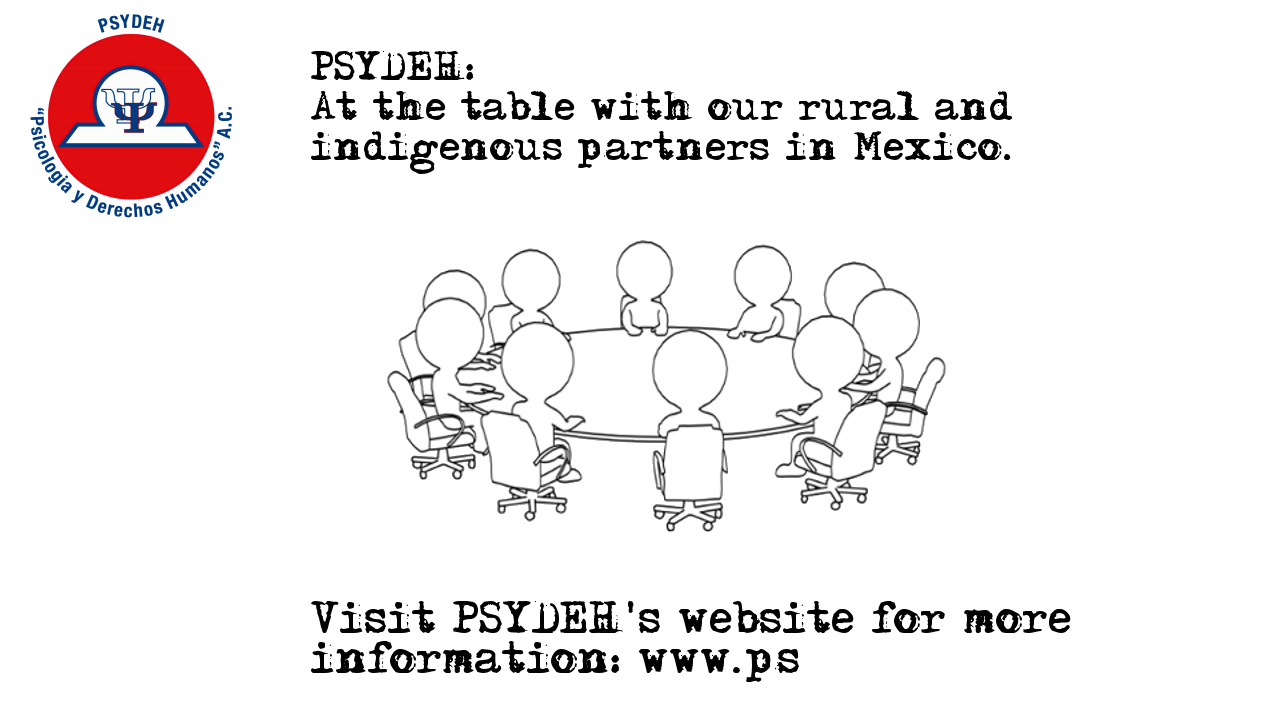 PSYDEH
"Psicología y Derechos Humanos" A.C.
PSYDEH:
At the table with our rural and
indigenous partners in Mexico.
Visit PSYDEH's website for more
information: www.ps